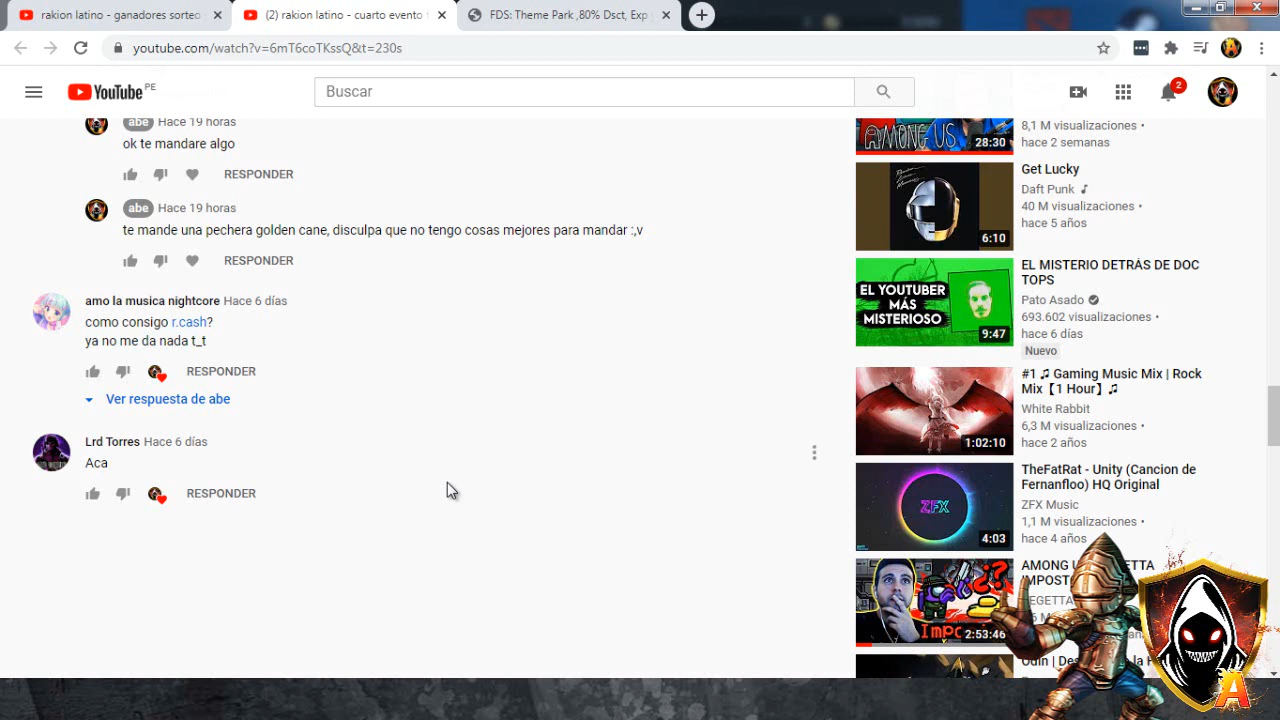 rakion latino - ganadores sorteo
(2) rakion latino - cuarto evento
FD3: Theme Park ,80% Dsct, Exp
youtube.com/watch?v=6mT6coTKssQ&t=230s
YouTube PE
Buscar
2
abe Hace 19 horas
ok te mandare algo
RESPONDER
abe Hace 19 horas
te mande una pechera golden cane, disculpa que no tengo cosas mejores para mandar :,v
RESPONDER
amo la musica nightcore Hace 6 días
como consigo r.cash?
ya no me da nada t_t
RESPONDER
Ver respuesta de abe
Lrd Torres Hace 6 días
Aca
RESPONDER
AMONG US
28:30
8,1 M visualizaciones •
hace 2 semanas
6:10
Get Lucky
Daft Punk ♪
40 M visualizaciones •
hace 5 años
EL YOUTUBER
MÁS
MISTERIOSO
9:47
EL MISTERIO DETRÁS DE DOC
TOPS
Pato Asado
693.602 visualizaciones •
hace 6 días
Nuevo
1:02:10
#1 ♫ Gaming Music Mix | Rock
Mix【1 Hour】♫
White Rabbit
6,3 M visualizaciones •
hace 2 años
ZFX
4:03
TheFatRat - Unity (Cancion de
Fernanfloo) HQ Original
ZFX Music
1,1 M visualizaciones •
hace 4 años
2:53:46
AMONG
A